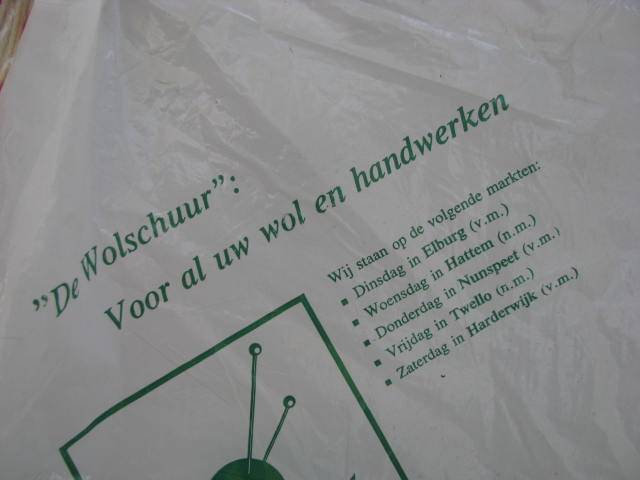 "De Wolschuur":
Voor al uw wol en handwerken
Wij staan op de volgende markten:
▪ Dinsdag in Elburg (v.m.)
▪ Woensdag in Hattem (n.m.)
▪ Donderdag in Nunspeet (v.m.)
▪ Vrijdag in Twello (n.m.)
▪ Zaterdag in Harderwijk (v.m.)